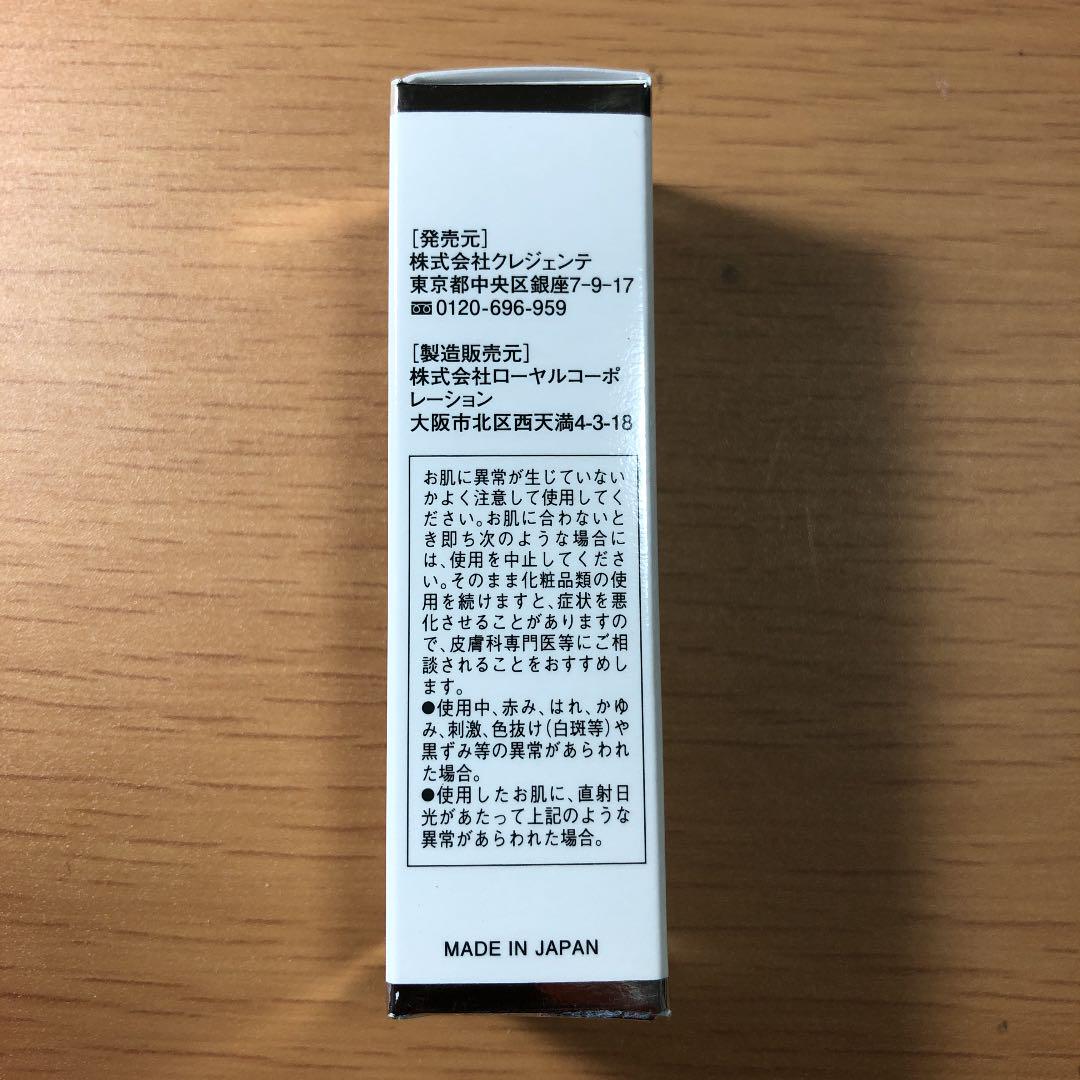 [発売元]
株式会社クレジェンテ
東京都中央区銀座7-9-17
0120-696-959
[製造販売元]
株式会社ローヤルコーポ
レーション
大阪市北区西天満4-3-18
お肌に異常が生じていない
かよく注意して使用してく
ださい。お肌に合わないと
き即ち次のような場合に
は、使用を中止してくださ
い。そのまま化粧品類の使
用を続けますと、症状を悪
化させることがありますの
で、皮膚科専門医等にご相
談されることをおすすめし
ます。
●使用中、赤み、はれ、かゆ
み、刺激、色抜け(白斑等)や
黒ずみ等の異常があらわれ
た場合。
●使用したお肌に、直射日
光があたって上記のような
異常があらわれた場合。
MADE IN JAPAN